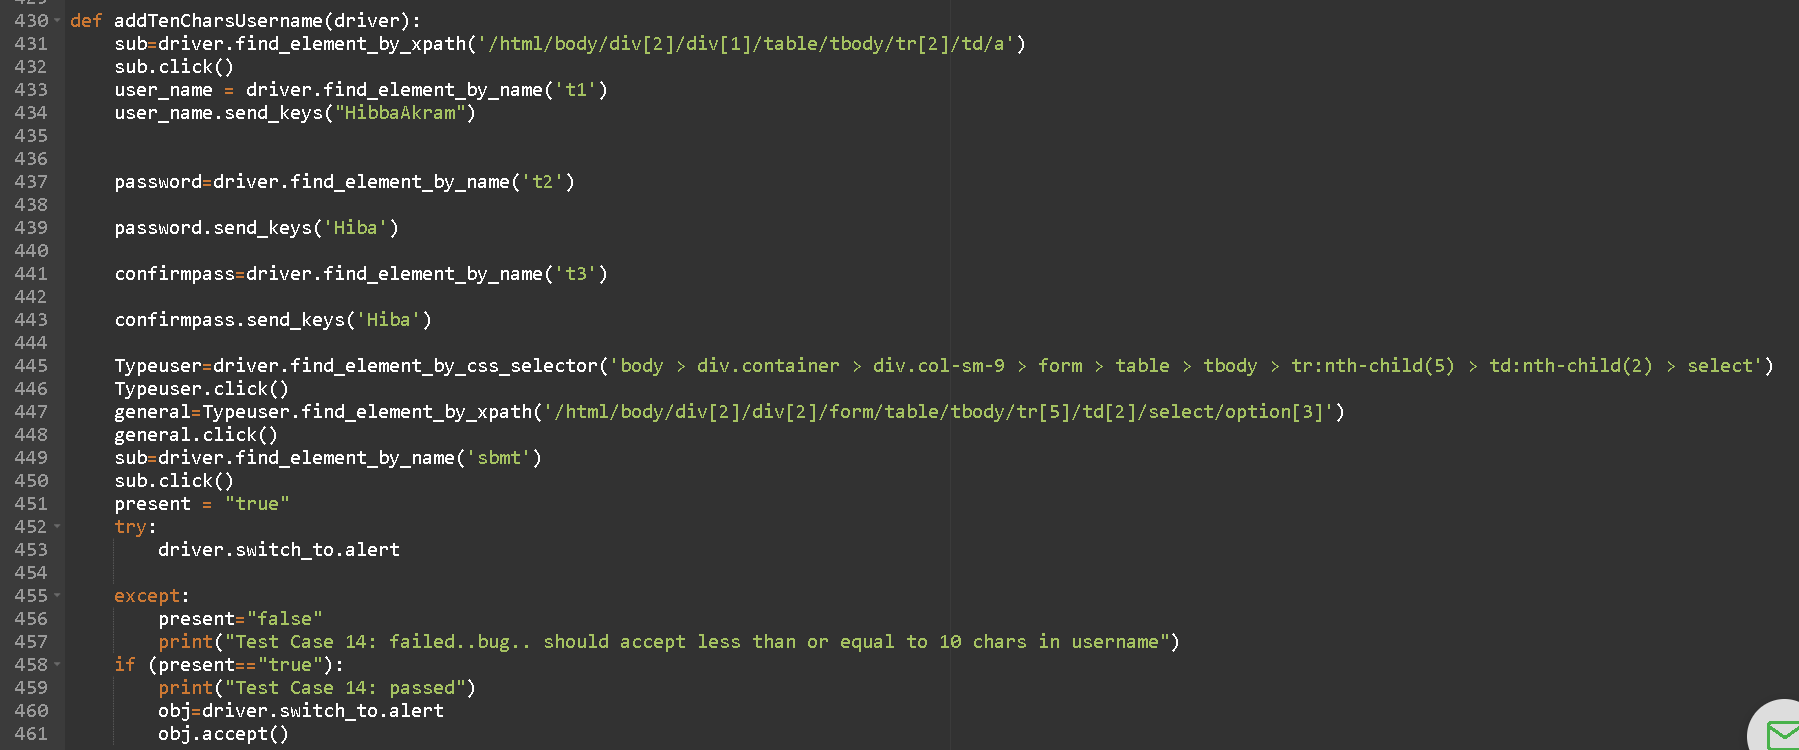 430 def addTenCharsUsername(driver):
431     sub=driver.find_element_by_xpath('/html/body/div[2]/div[1]/table/tbody/tr[2]/td/a')
432     sub.click()
433     user_name = driver.find_element_by_name('t1')
434     user_name.send_keys("HibbaAkram")
435
436
437     password=driver.find_element_by_name('t2')
438
439     password.send_keys('Hiba')
440
441     confirmpass=driver.find_element_by_name('t3')
442
443     confirmpass.send_keys('Hiba')
444
445     Typeuser=driver.find_element_by_css_selector('body > div.container > div.col-sm-9 > form > table > tbody > tr:nth-child(5) > td:nth-child(2) > select')
446     Typeuser.click()
447     general=Typeuser.find_element_by_xpath('/html/body/div[2]/div[2]/form/table/tbody/tr[5]/td[2]/select/option[3]')
448     general.click()
449     sub=driver.find_element_by_name('sbmt')
450     sub.click()
451     present = "true"
452     try:
453         driver.switch_to.alert
454
455     except:
456         present="false"
457         print("Test Case 14: failed..bug.. should accept less than or equal to 10 chars in username")
458     if (present=="true"):
459         print("Test Case 14: passed")
460         obj=driver.switch_to.alert
461         obj.accept()